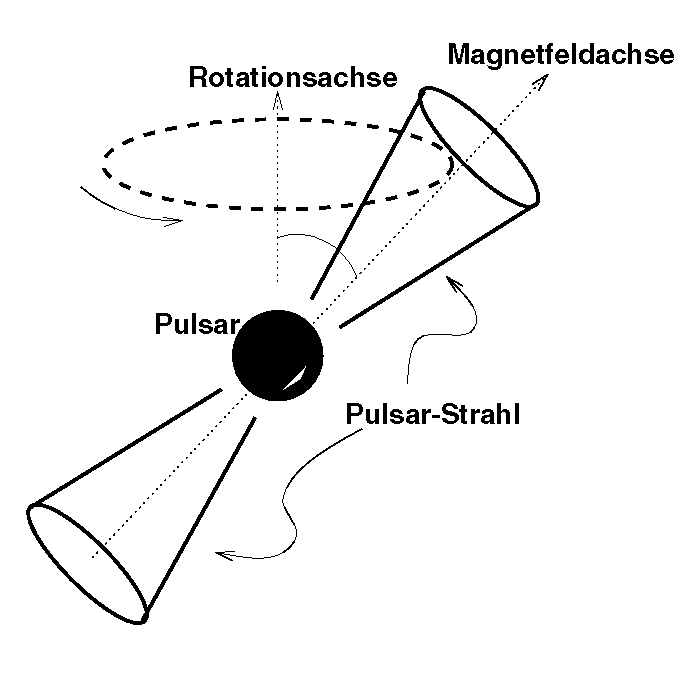 Magnetfeldachse
Rotationsachse
Pulsar
Pulsar-Strahl